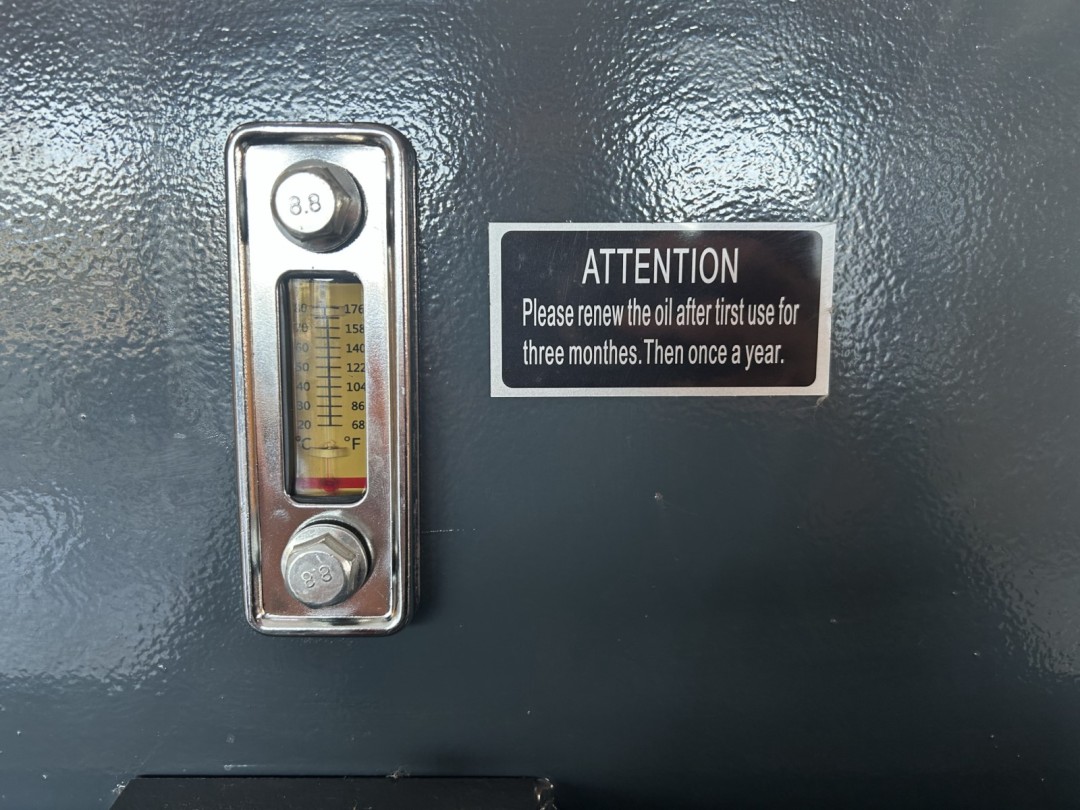 8.8
80 176
70 158
60 140
50 122
40 104
30 86
20 68
°C °F
8.8
ATTENTION
Please renew the oil after tirst use for
three monthes. Then once a year.